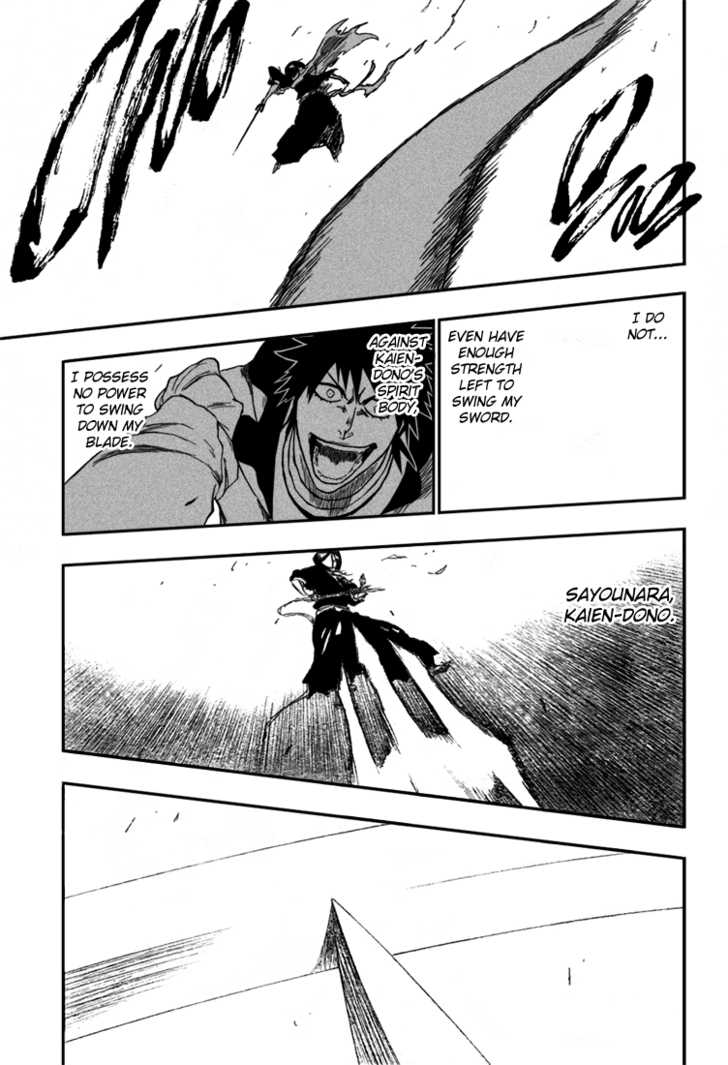 I DO
NOT...
EVEN HAVE
ENOUGH
STRENGTH
LEFT TO
SWING MY
SWORD.
AGAINST
KAIEN-
DONO'S
SPIRIT
BODY,
I POSSESS
NO POWER
TO SWING
DOWN MY
BLADE.
SAYOUNARA,
KAIEN-DONO.